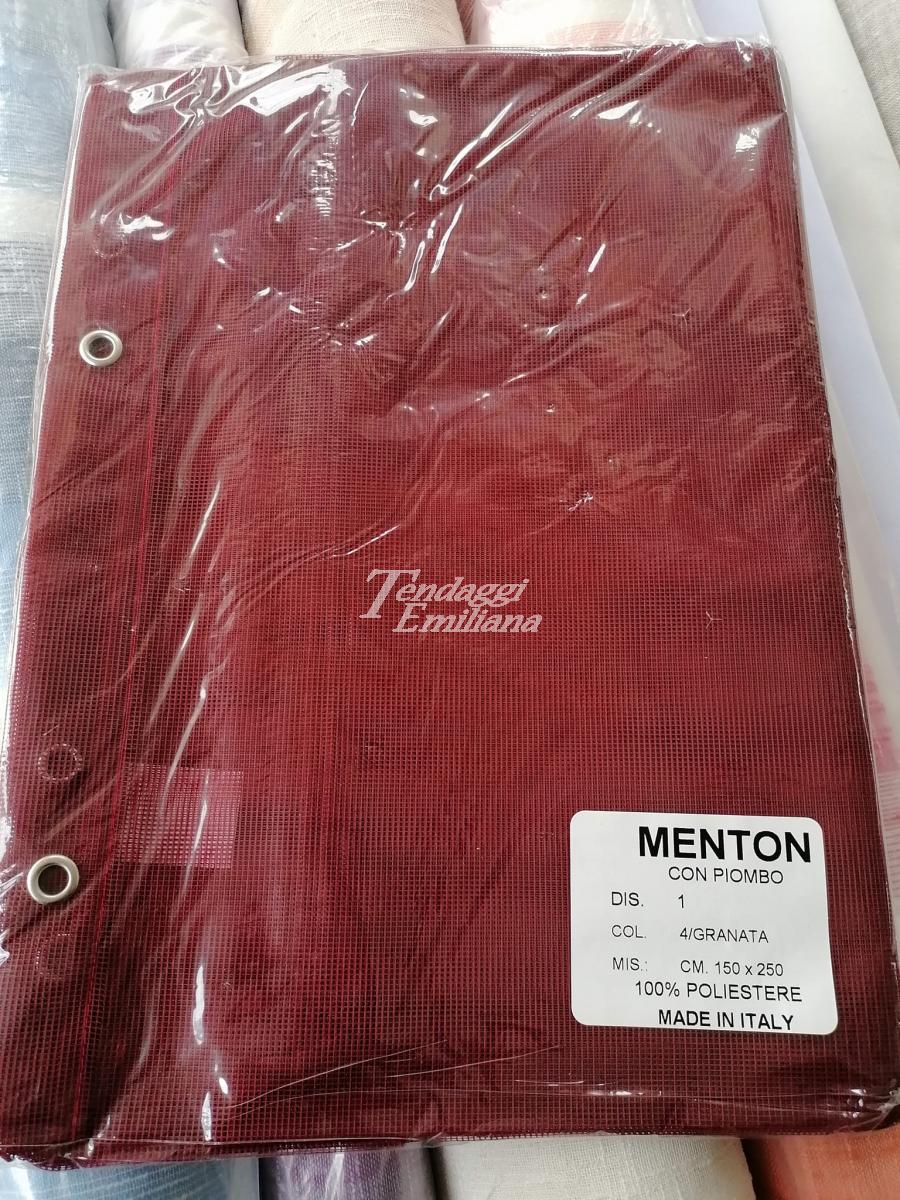 Tendaggi
Emiliana
MENTON
CON PIOMBO
DIS. 1
COL. 4/GRANATA
MIS.: CM. 150 x 250
100% POLIESTERE
MADE IN ITALY